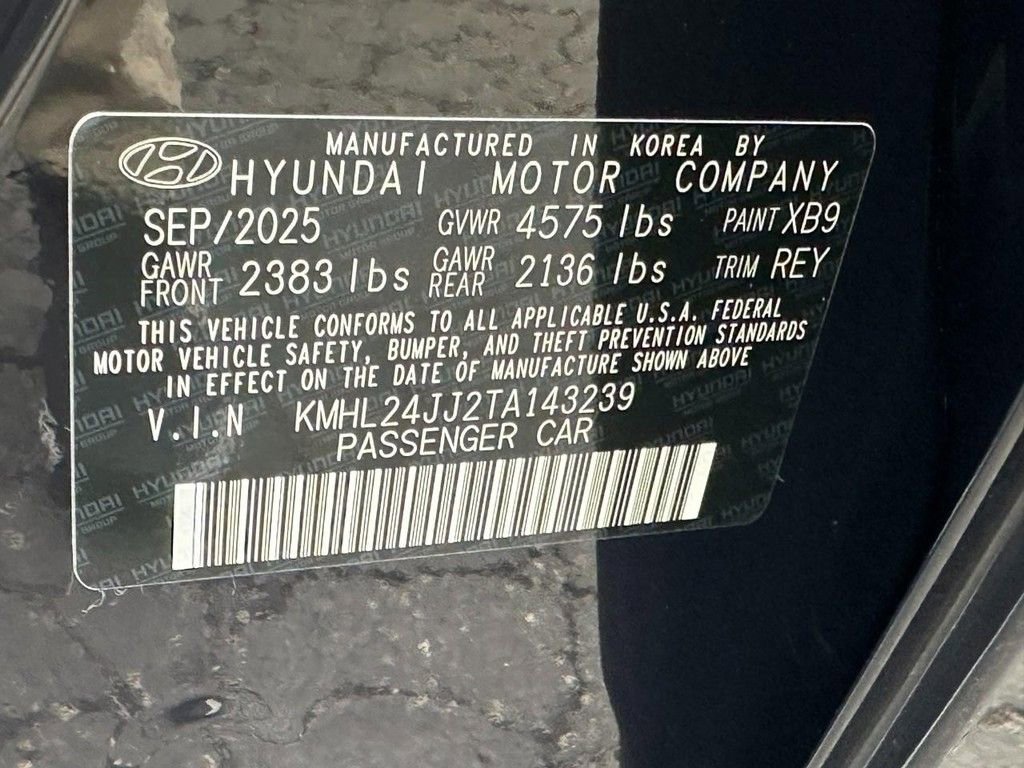 MANUFACTURED IN KOREA BY
HYUNDAI MOTOR COMPANY
SEP/2025 GVWR 4575 lbs PAINT XB9
GAWR FRONT 2383 lbs GAWR REAR 2136 lbs TRIM REY
THIS VEHICLE CONFORMS TO ALL APPLICABLE U.S.A. FEDERAL
MOTOR VEHICLE SAFETY, BUMPER, AND THEFT PREVENTION STANDARDS
IN EFFECT ON THE DATE OF MANUFACTURE SHOWN ABOVE
V.I.N KMHL24JJ2TA143239
PASSENGER CAR